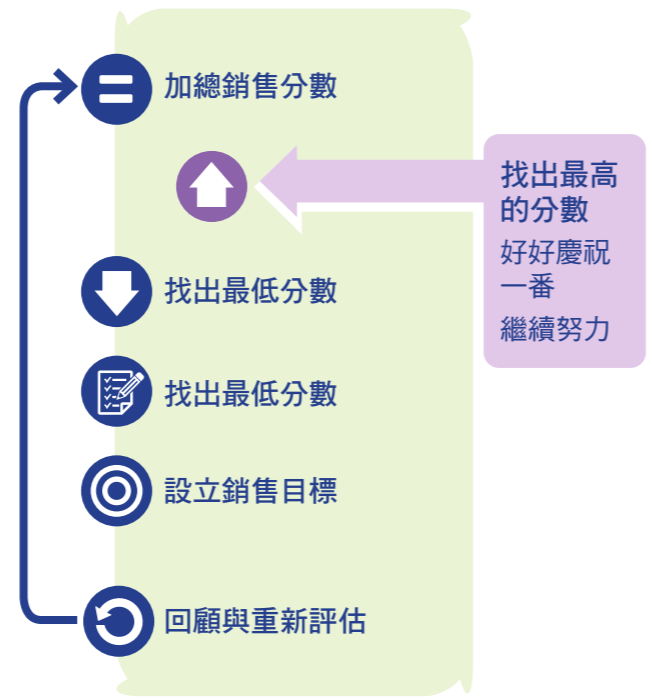 加總銷售分數
找出最高
的分數
好好慶祝
一番
繼續努力
找出最低分數
找出最低分數
設立銷售目標
回顧與重新評估